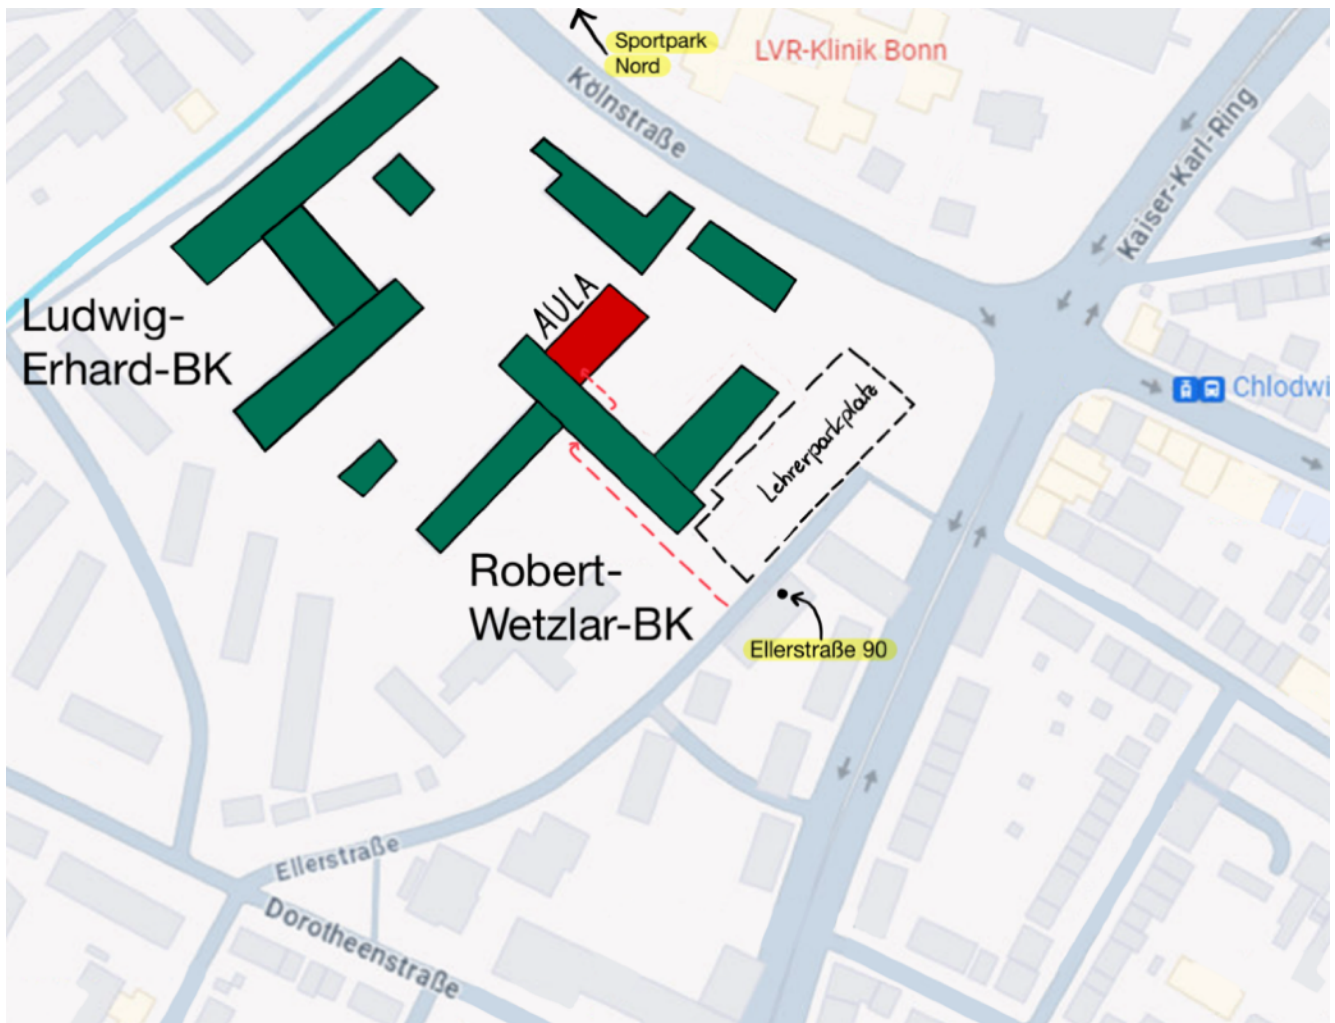 Sportpark
Nord
LVR-Klinik Bonn
Kölnstraße
Kaiser-Karl-Ring
AULA
Ludwig-
Erhard-BK
Chlodwi
Lehrerparkplatz
Robert-
Wetzlar-BK
Ellerstraße 90
Ellerstraße
Dorotheenstraße